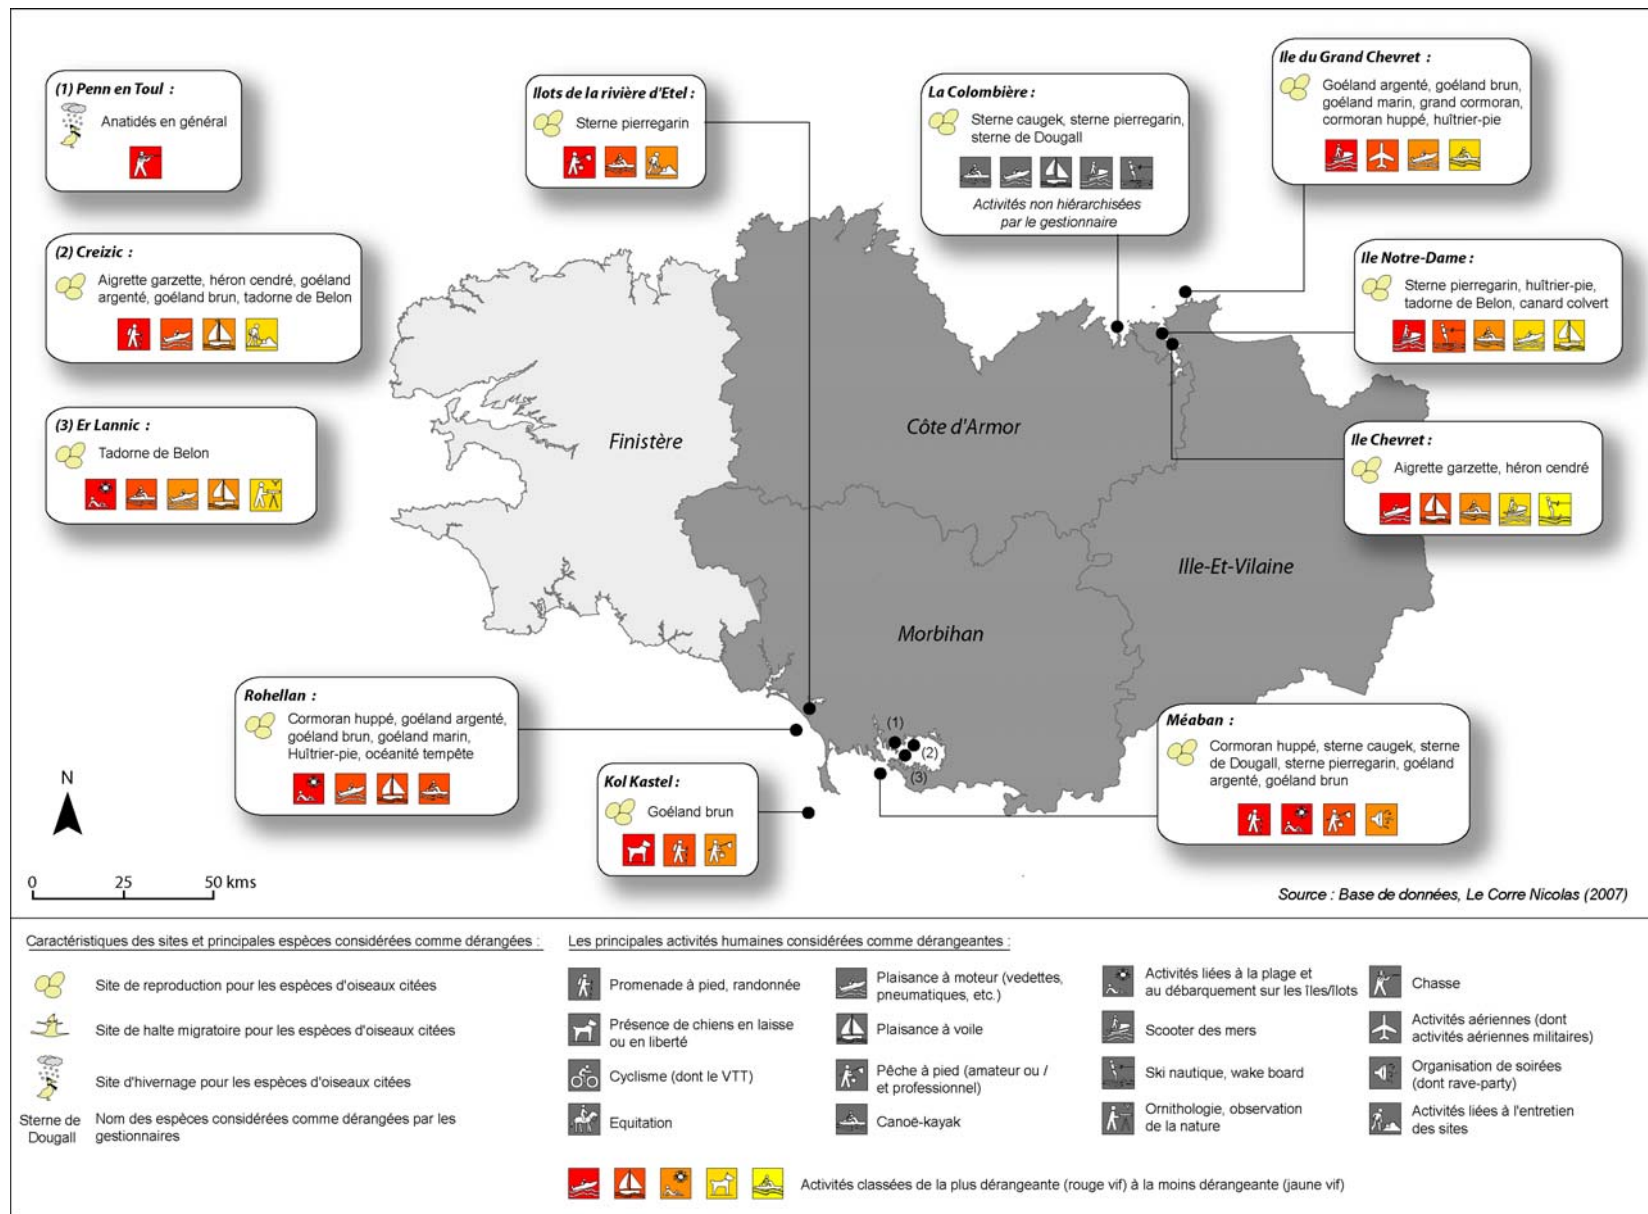 (1) Penn en Toul :
Anatidés en général
(2) Creizic :
Aigrette garzette, héron cendré, goéland
argenté, goéland brun, tadorne de Belon
(3) Er Lannic :
Tadorne de Belon
Ilots de la rivière d'Etel :
Sterne pierregarin
La Colombière :
Sterne caugek, sterne pierregarin,
sterne de Dougall
Activités non hiérarchisées
par le gestionnaire
Ile du Grand Chevret :
Goéland argenté, goéland brun,
goéland marin, grand cormoran,
cormoran huppé, huîtrier-pie
Ile Notre-Dame :
Sterne pierregarin, huîtrier-pie,
tadorne de Belon, canard colvert
Ile Chevret :
Aigrette garzette, héron cendré
Finistère
Côte d'Armor
Ille-Et-Vilaine
Morbihan
(1)
(2)
(3)
Rohellan :
Cormoran huppé, goéland argenté,
goéland brun, goéland marin,
Huîtrier-pie, océanité tempête
Kol Kastel :
Goéland brun
Méaban :
Cormoran huppé, sterne caugek, sterne
de Dougall, sterne pierregarin, goéland
argenté, goéland brun
N
0 25 50 kms
Source : Base de données, Le Corre Nicolas (2007)
Caractéristiques des sites et principales espèces considérées comme dérangées :
Site de reproduction pour les espèces d'oiseaux citées
Site de halte migratoire pour les espèces d'oiseaux citées
Site d'hivernage pour les espèces d'oiseaux citées
Sterne de
Dougall
Nom des espèces considérées comme dérangées par les
gestionnaires
Les principales activités humaines considérées comme dérangeantes :
Promenade à pied, randonnée
Présence de chiens en laisse
ou en liberté
Cyclisme (dont le VTT)
Equitation
Plaisance à moteur (vedettes,
pneumatiques, etc.)
Plaisance à voile
Pêche à pied (amateur ou /
et professionnel)
Canoë-kayak
Activités liées à la plage et
au débarquement sur les îles/îlots
Scooter des mers
Ski nautique, wake board
Ornithologie, observation
de la nature
Chasse
Activités aériennes (dont
activités aériennes militaires)
Organisation de soirées
(dont rave-party)
Activités liées à l'entretien
des sites
Activités classées de la plus dérangeante (rouge vif) à la moins dérangeante (jaune vif)